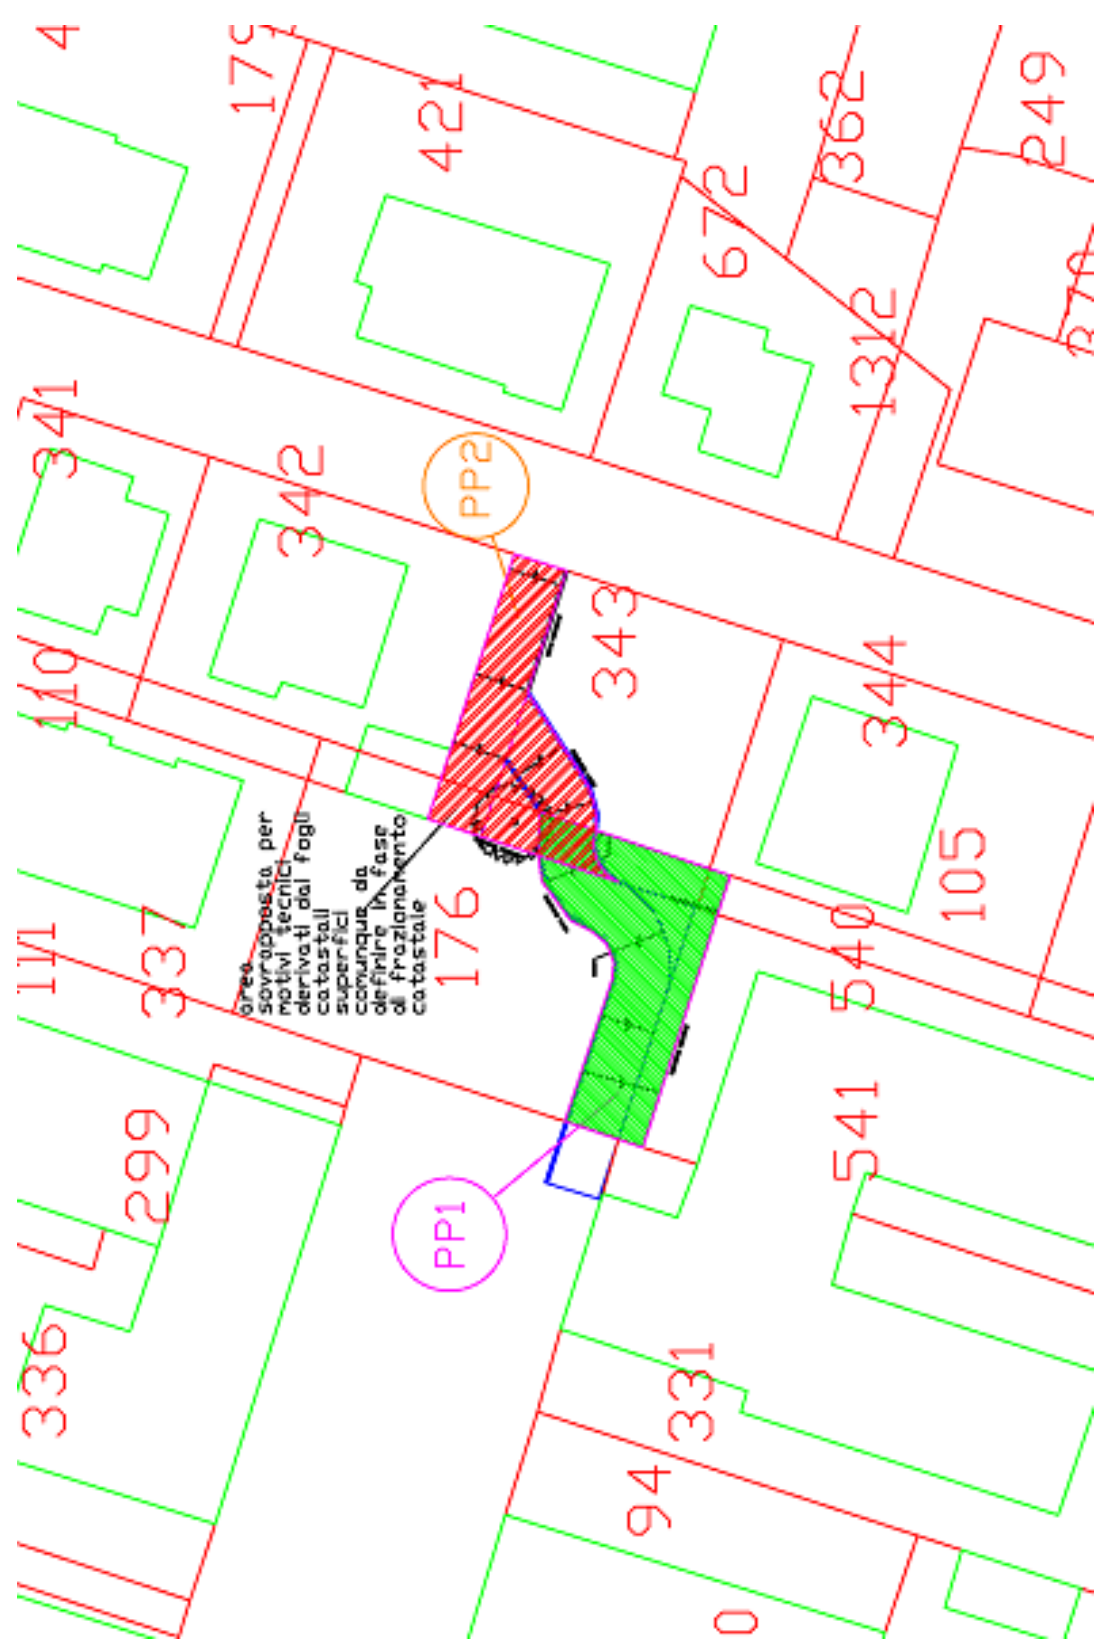 4
179
421
362
249
672
1312
370
341
342
PP2
343
344
110
111
337
area
sovrapposta per
motivi tecnici
derivati dai fogli
catastali
superfici
comunque da
definire in fase
di frazionamento
catastale
176
105
540
541
299
PP1
336
331
94
0